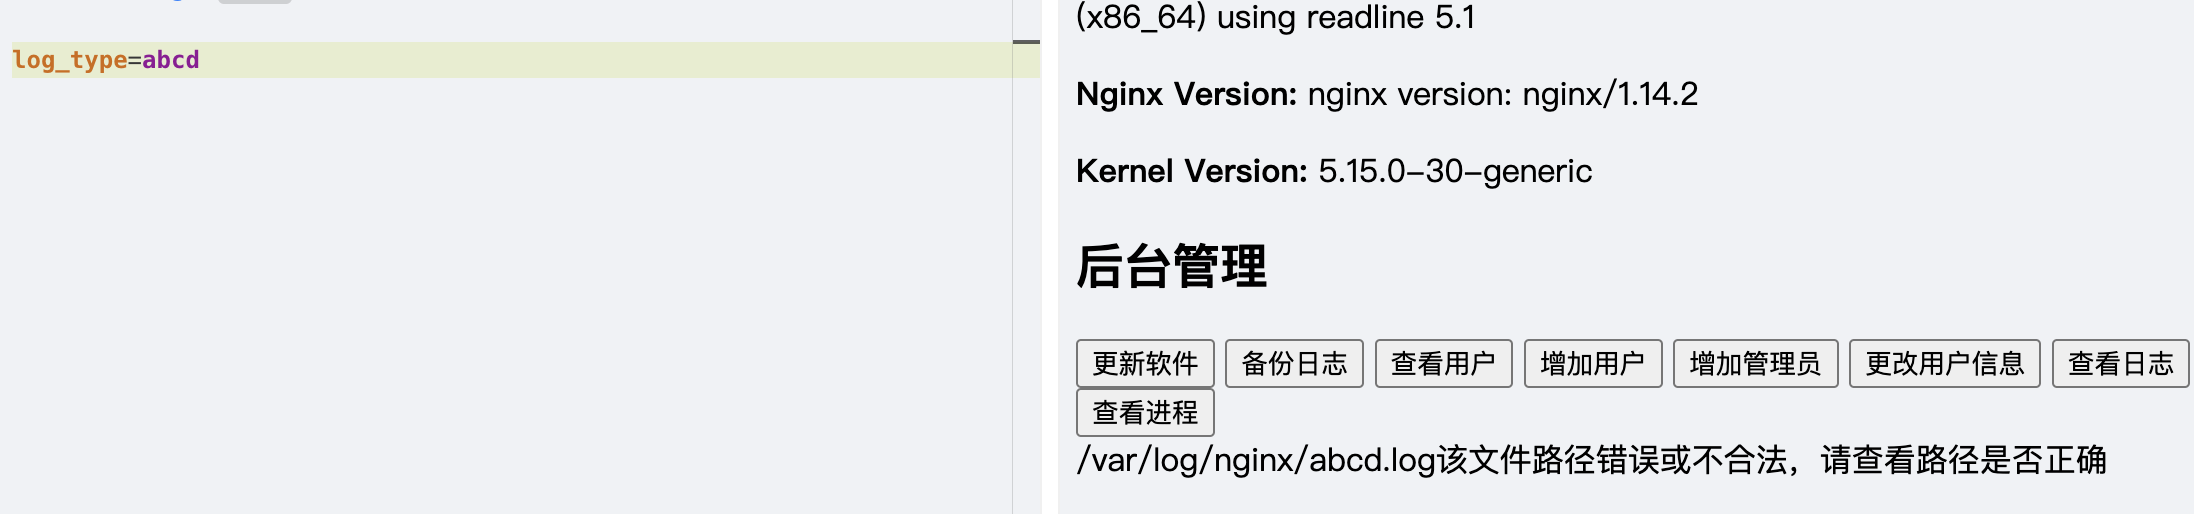 log_type=abcd
(x86_64) using readline 5.1
Nginx Version: nginx version: nginx/1.14.2
Kernel Version: 5.15.0-30-generic
后台管理
更新软件 备份日志 查看用户 增加用户 增加管理员 更改用户信息 查看日志
查看进程
/var/log/nginx/abcd.log该文件路径错误或不合法，请查看路径是否正确